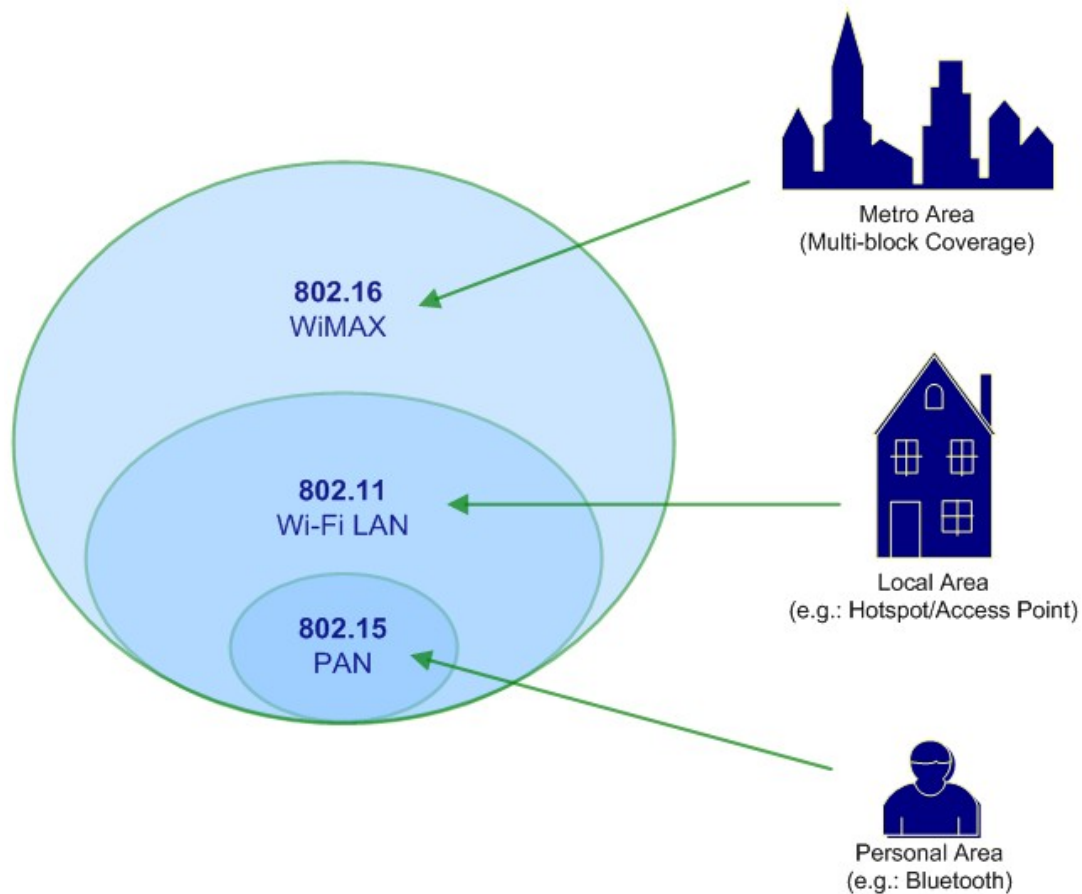 Metro Area
(Multi-block Coverage)
802.16
WiMAX
802.11
Wi-Fi LAN
Local Area
(e.g.: Hotspot/Access Point)
802.15
PAN
Personal Area
(e.g.: Bluetooth)